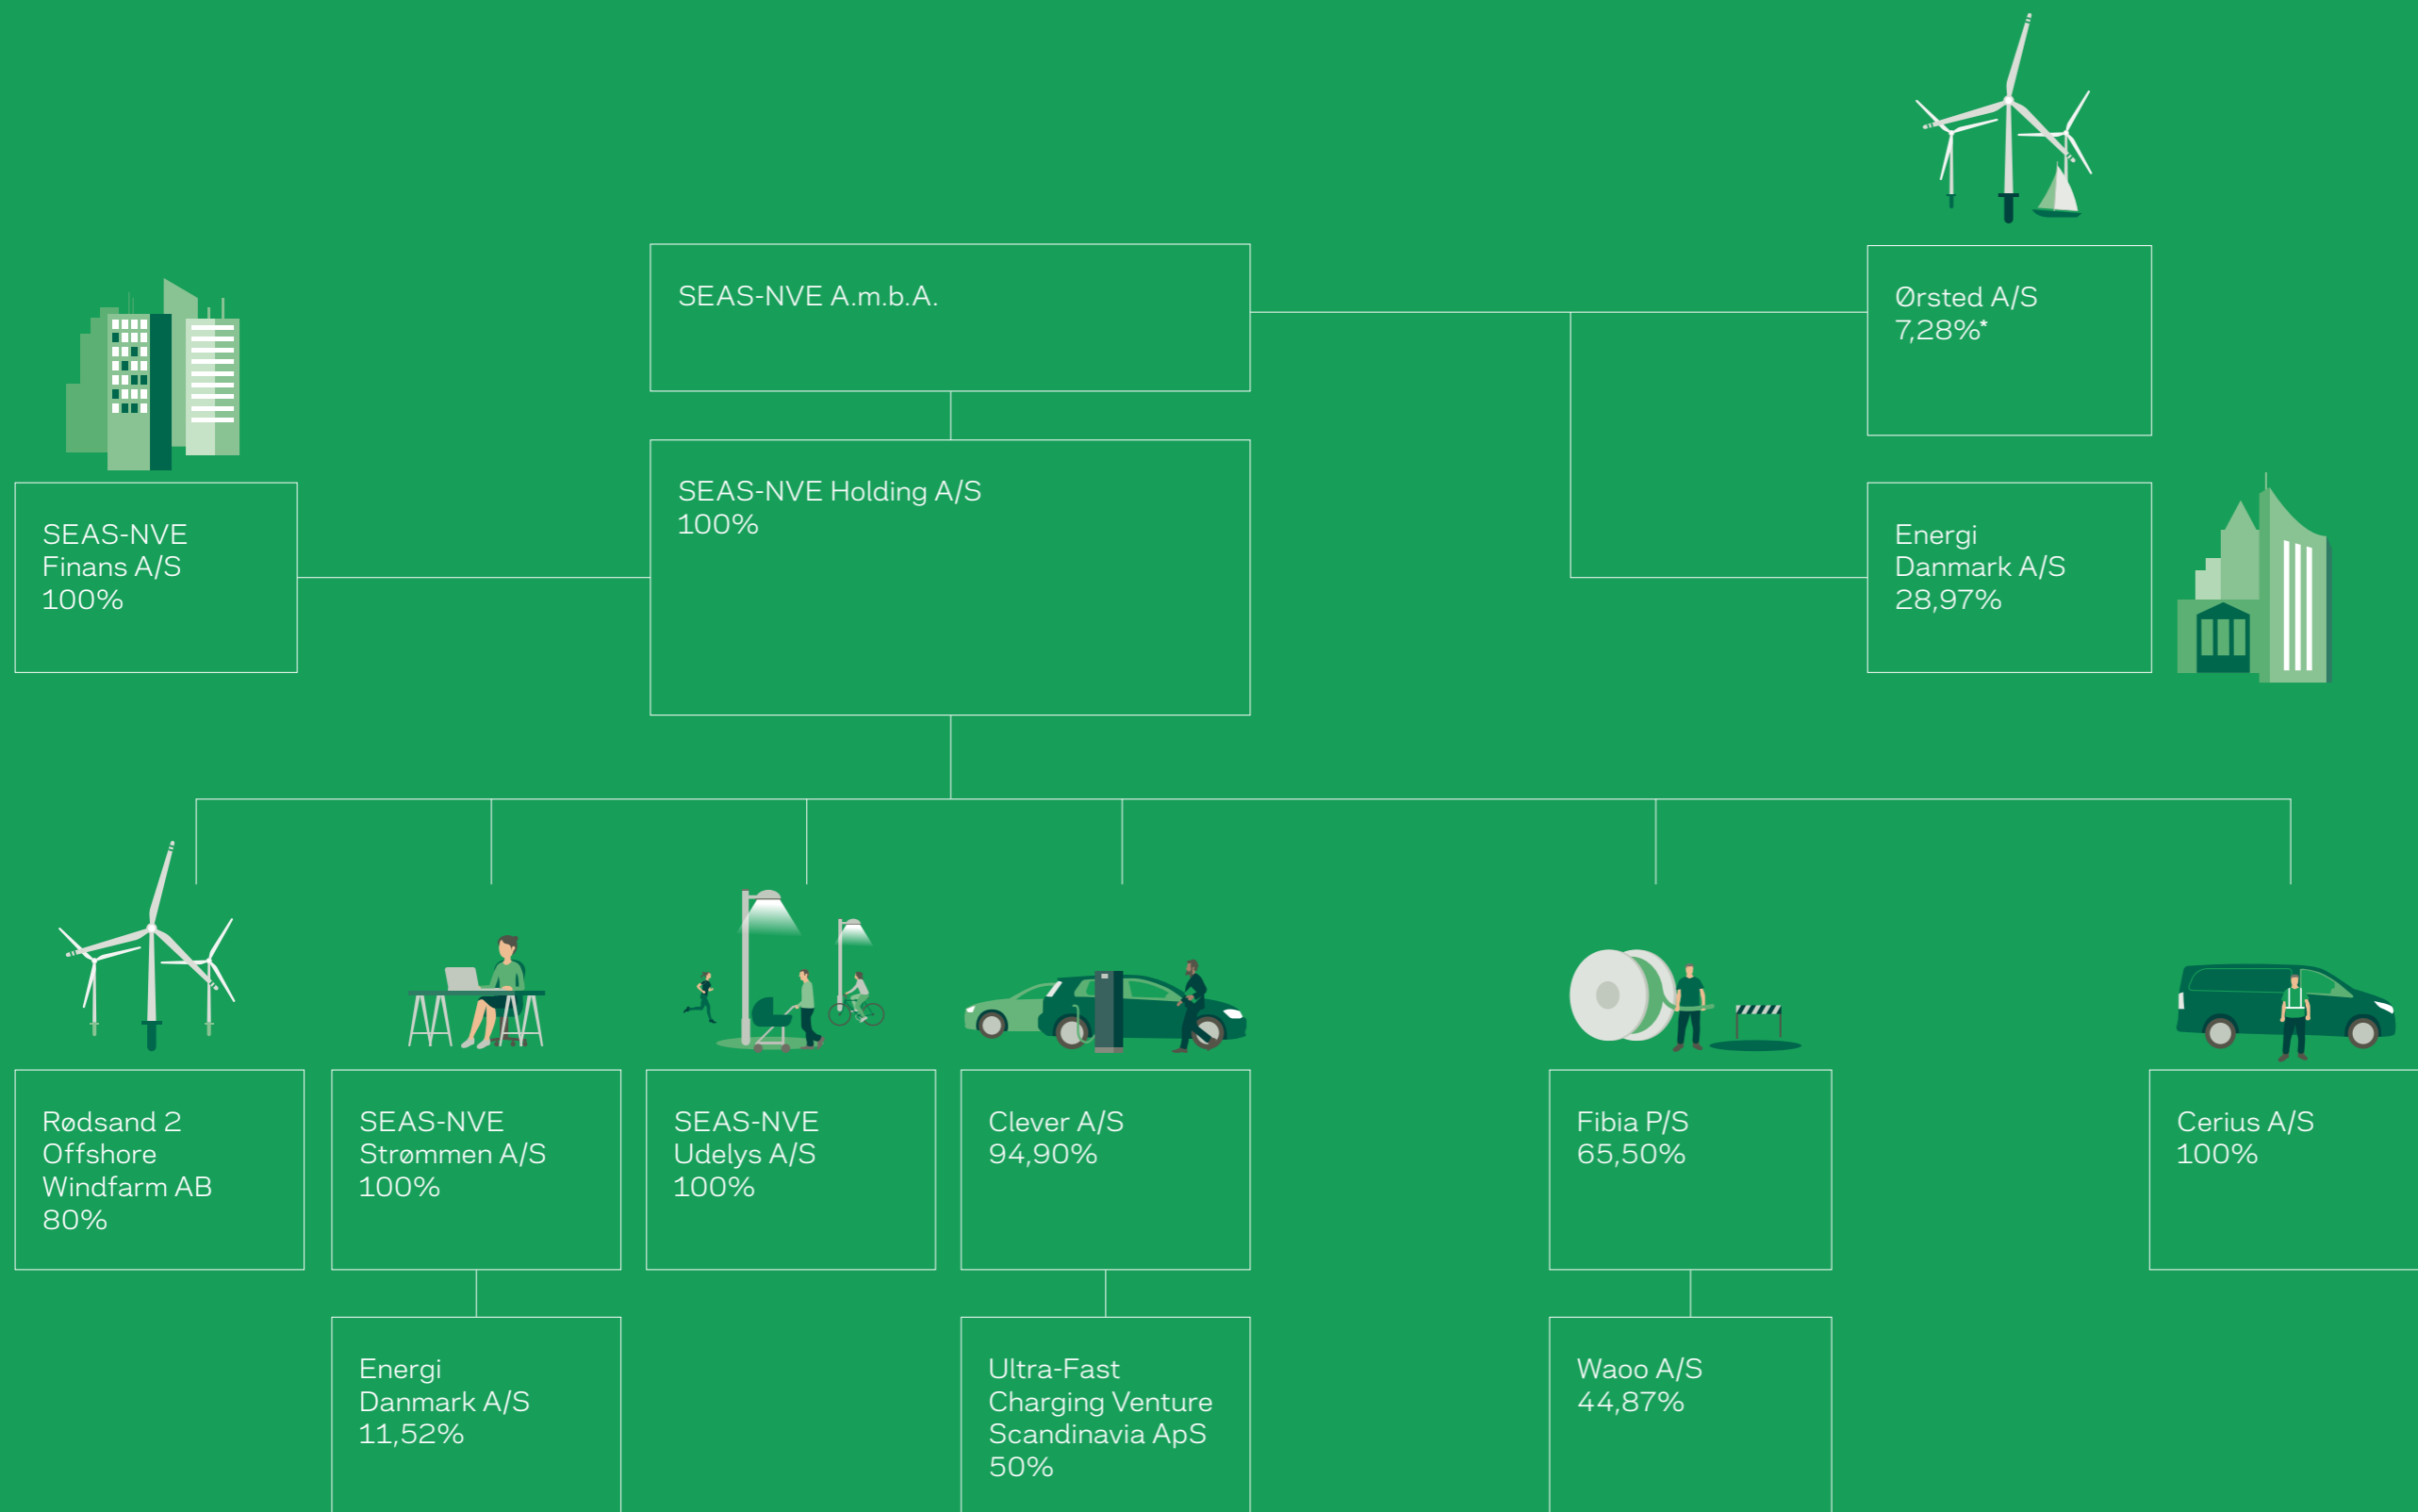 SEAS-NVE A.m.b.A.
Ørsted A/S
7,28%*
SEAS-NVE Holding A/S
100%
SEAS-NVE
Finans A/S
100%
Energi
Danmark A/S
28,97%
Rødsand 2
Offshore
Windfarm AB
80%
SEAS-NVE
Strømmen A/S
100%
SEAS-NVE
Udelys A/S
100%
Clever A/S
94,90%
Fibia P/S
65,50%
Cerius A/S
100%
Energi
Danmark A/S
11,52%
Ultra-Fast
Charging Venture
Scandinavia ApS
50%
Waoo A/S
44,87%